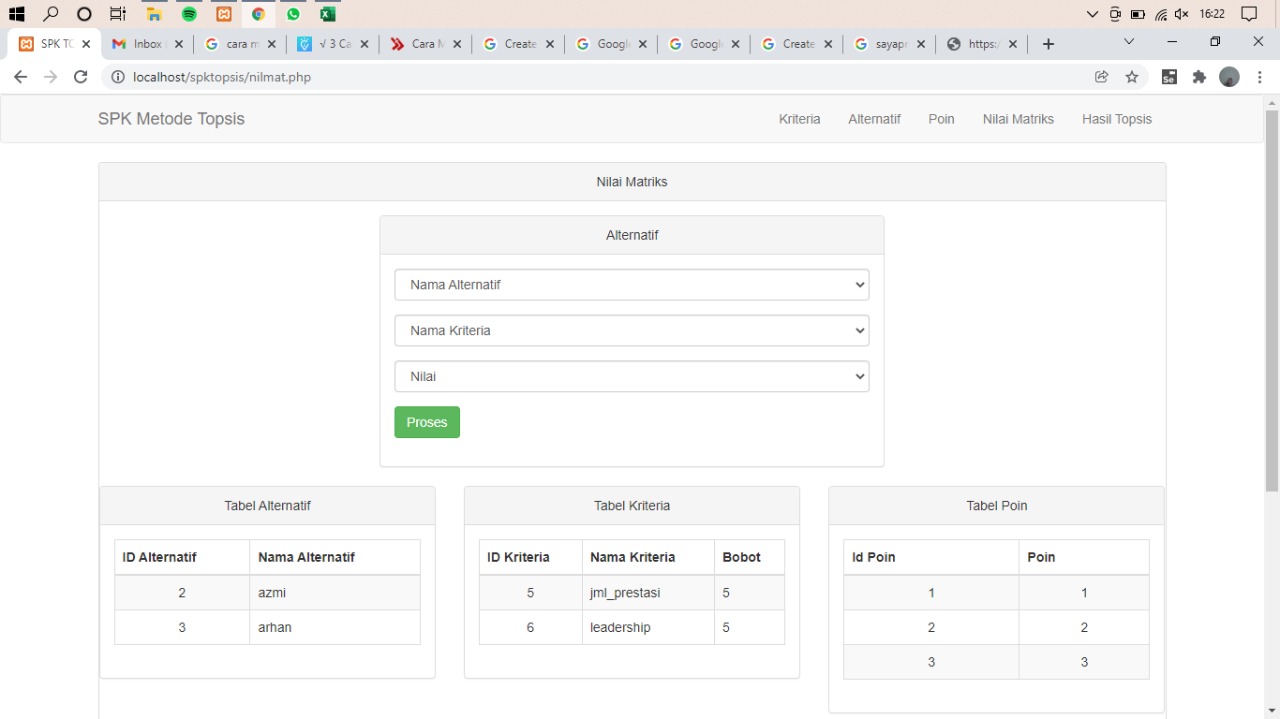 16:22
SPK TC
Inbox
cara m
√ 3 Ca
Cara M
Create
Googl
Goog
Create
sayapr
https:/
localhost/spktopsis/nilmat.php
SPK Metode Topsis
Kriteria Alternatif Poin Nilai Matriks Hasil Topsis
Nilai Matriks
Alternatif
Nama Alternatif
Nama Kriteria
Nilai
Proses
Tabel Alternatif
ID Alternatif Nama Alternatif
2 azmi
3 arhan
Tabel Kriteria
ID Kriteria Nama Kriteria Bobot
5 jml_prestasi 5
6 leadership 5
Tabel Poin
Id Poin Poin
1 1
2 2
3 3